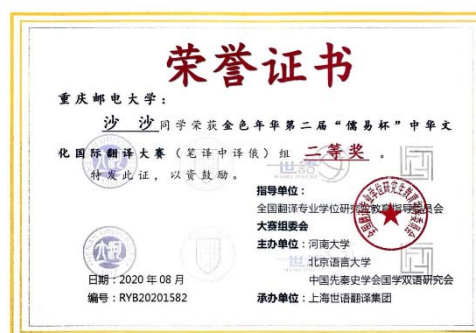 荣誉证书
重庆邮电大学：
沙 沙同学荣获金色年华第二届“儒易杯”中华文
化国际翻译大赛（笔译中译俄）组 二等奖 。
特发此证，以资鼓励。
指导单位：
全国翻译专业学位研究生教育指导委员会
大赛组委会
主办单位：河南大学
北京语言大学
中国先秦史学会国学双语研究会
承办单位：上海世语翻译集团
日期：2020 年 08 月
编号：RYB20201582
世语